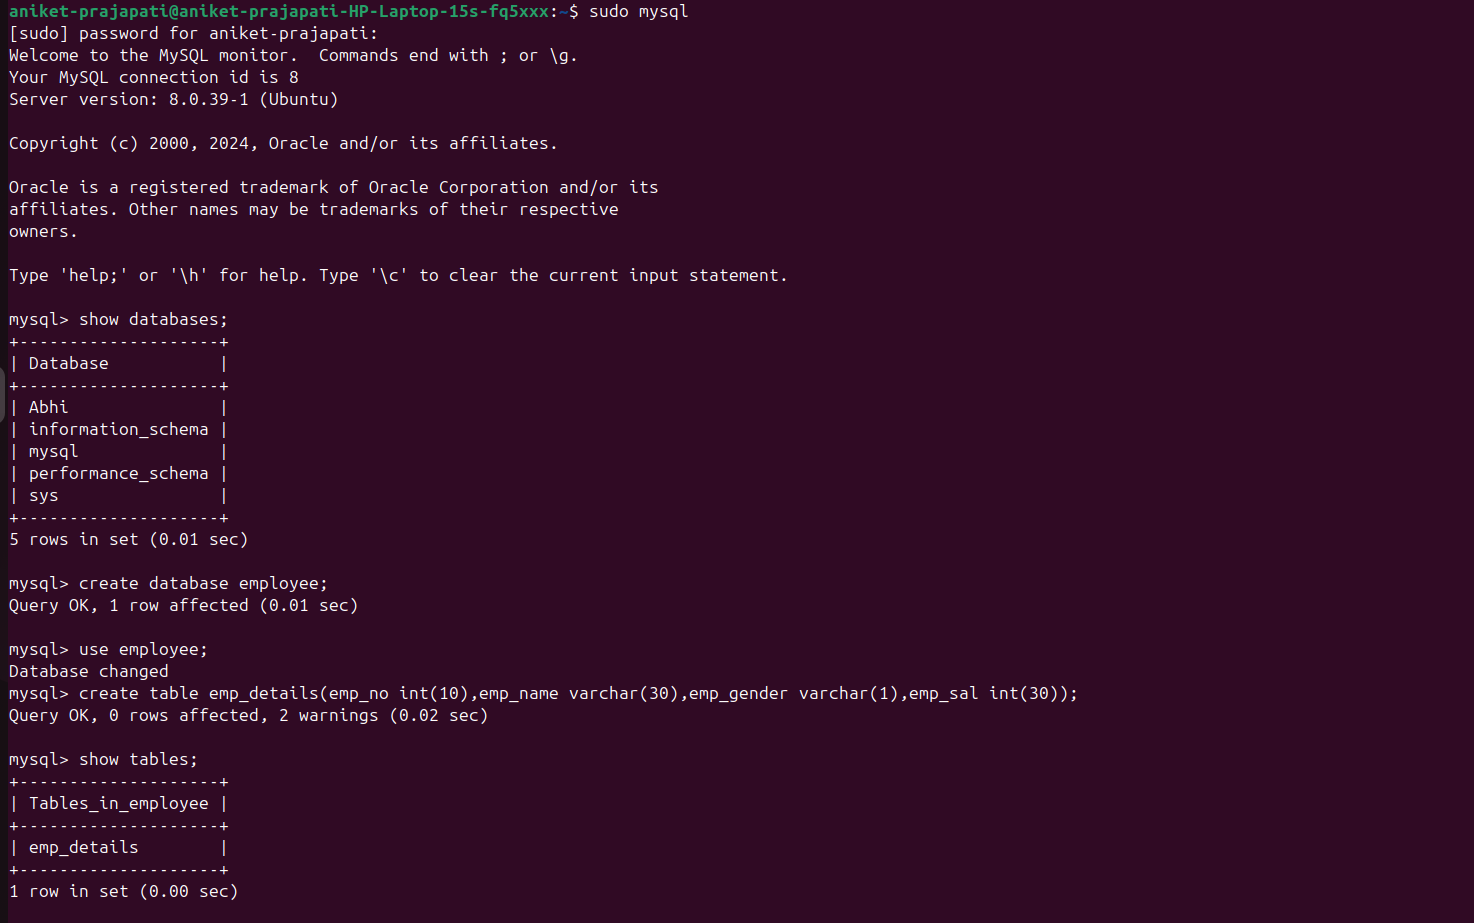 aniket-prajapati@aniket-prajapati-HP-Laptop-15s-fq5xxx:~$ sudo mysql
[sudo] password for aniket-prajapati:
Welcome to the MySQL monitor.  Commands end with ; or \g.
Your MySQL connection id is 8
Server version: 8.0.39-1 (Ubuntu)

Copyright (c) 2000, 2024, Oracle and/or its affiliates.

Oracle is a registered trademark of Oracle Corporation and/or its
affiliates. Other names may be trademarks of their respective
owners.

Type 'help;' or '\h' for help. Type '\c' to clear the current input statement.

mysql> show databases;
+--------------------+
| Database           |
+--------------------+
| Abhi               |
| information_schema |
| mysql              |
| performance_schema |
| sys                |
+--------------------+
5 rows in set (0.01 sec)

mysql> create database employee;
Query OK, 1 row affected (0.01 sec)

mysql> use employee;
Database changed
mysql> create table emp_details(emp_no int(10),emp_name varchar(30),emp_gender varchar(1),emp_sal int(30));
Query OK, 0 rows affected, 2 warnings (0.02 sec)

mysql> show tables;
+--------------------+
| Tables_in_employee |
+--------------------+
| emp_details        |
+--------------------+
1 row in set (0.00 sec)